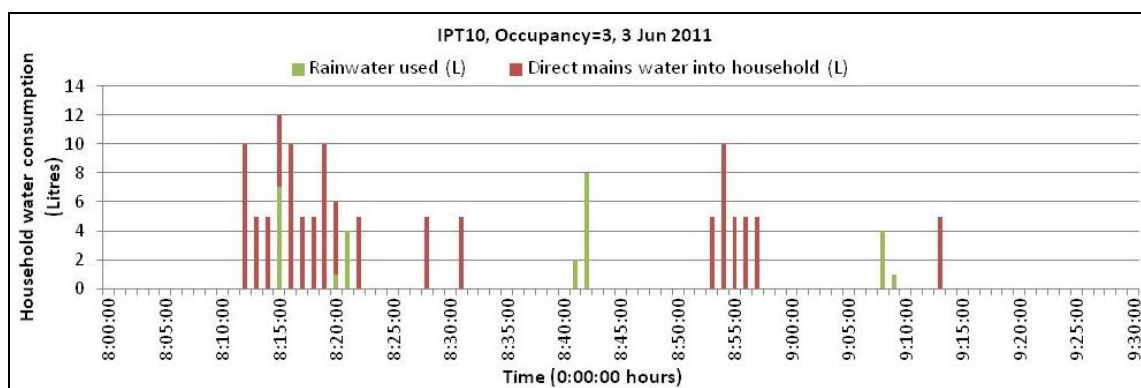 IPT10, Occupancy=3, 3 Jun 2011
Rainwater used (L) Direct mains water into household (L)
Household water consumption
(Litres)
14
12
10
8
6
4
2
0
8:00:00 8:05:00 8:10:00 8:15:00 8:20:00 8:25:00 8:30:00 8:35:00 8:40:00 8:45:00 8:50:00 8:55:00 9:00:00 9:05:00 9:10:00 9:15:00 9:20:00 9:25:00 9:30:00
Time (0:00:00 hours)